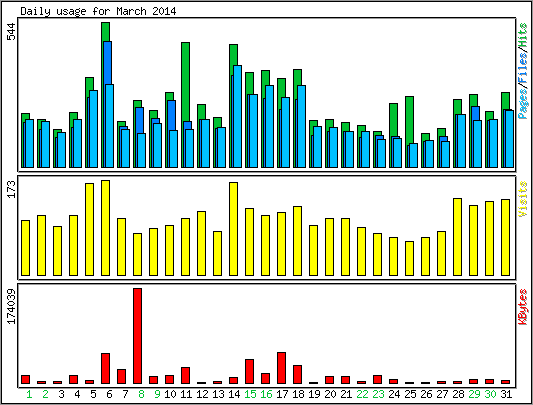 Daily usage for March 2014
544
Pages/Files/Hits
173
Visits
174039
KBytes
1 2 3 4 5 6 7 8 9 10 11 12 13 14 15 16 17 18 19 20 21 22 23 24 25 26 27 28 29 30 31